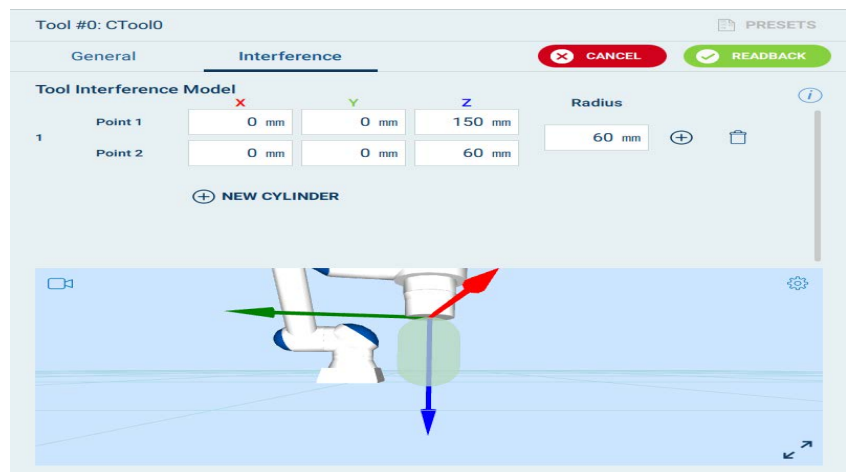 Tool #0: CTool0 PRESETS
General Interference CANCEL READBACK
Tool Interference Model
X Y Z Radius
Point 1 0 mm 0 mm 150 mm
1 60 mm
Point 2 0 mm 0 mm 60 mm
NEW CYLINDER